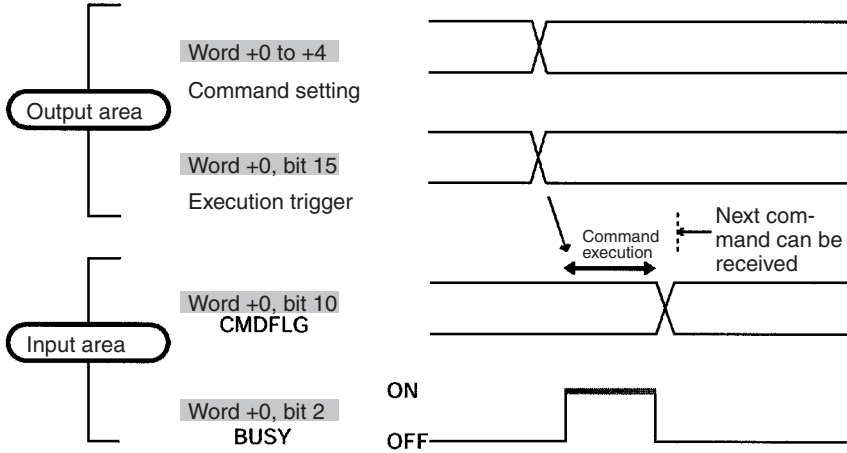 Word +0 to +4
Command setting
Output area
Word +0, bit 15
Execution trigger
Command
execution
Next com-
mand can be
received
Word +0, bit 10
CMDFLG
Input area
Word +0, bit 2
BUSY
ON
OFF